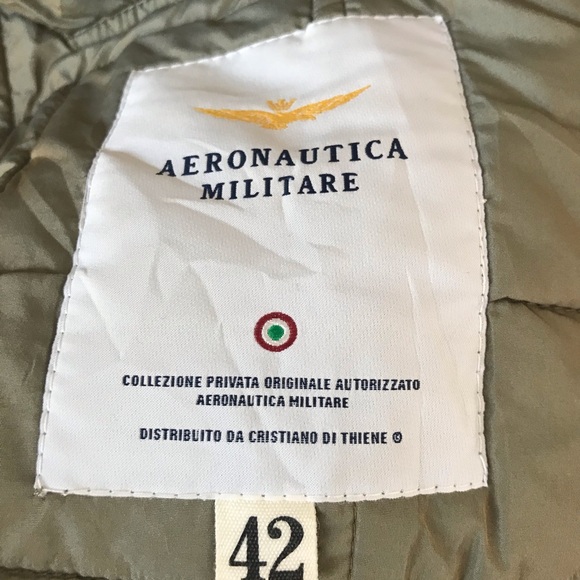 AERONAUTICA
MILITARE
COLLEZIONE PRIVATA ORIGINALE AUTORIZZATO
AERONAUTICA MILITARE
DISTRIBUITO DA CRISTIANO DI THIENE ©
42